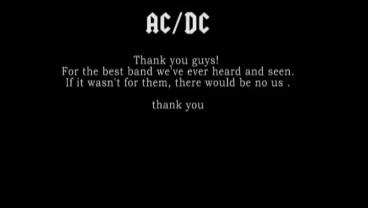 AC/DC
Thank you guys!
For the best band we've ever heard and seen.
If it wasn't for them, there would be no us .
thank you